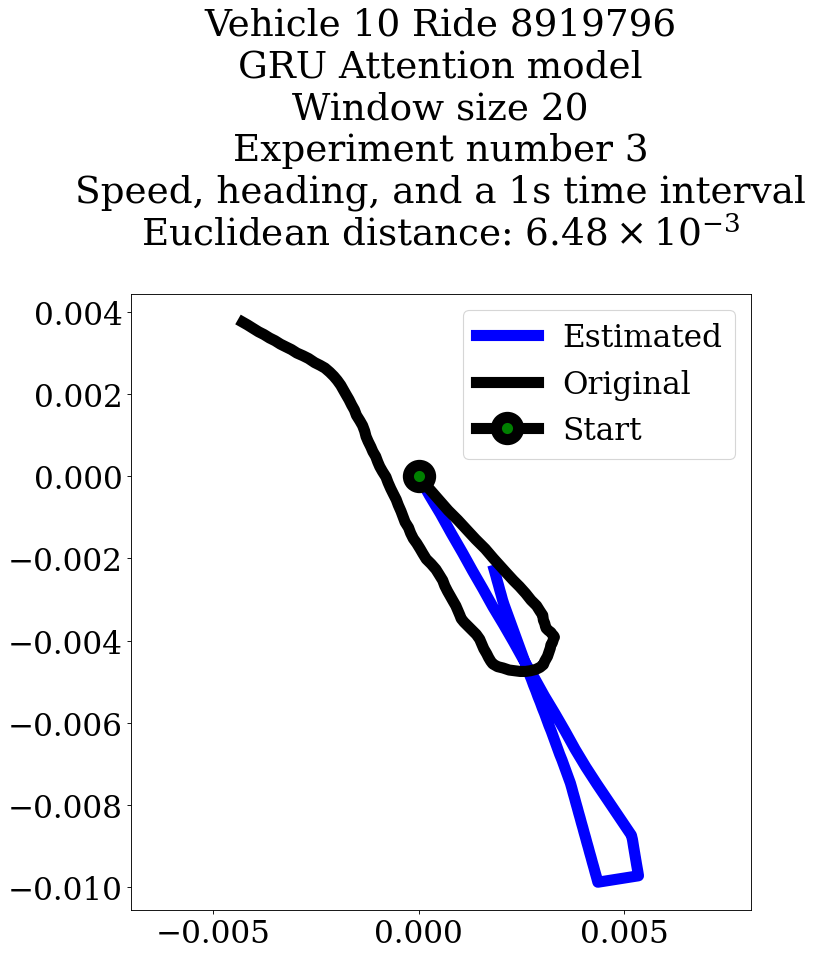 Vehicle 10 Ride 8919796
GRU Attention model
Window size 20
Experiment number 3
Speed, heading, and a 1s time interval
Euclidean distance: 6.48 × 10⁻³
Estimated
Original
Start
0.004
0.002
0.000
−0.002
−0.004
−0.006
−0.008
−0.010
−0.005
0.000
0.005